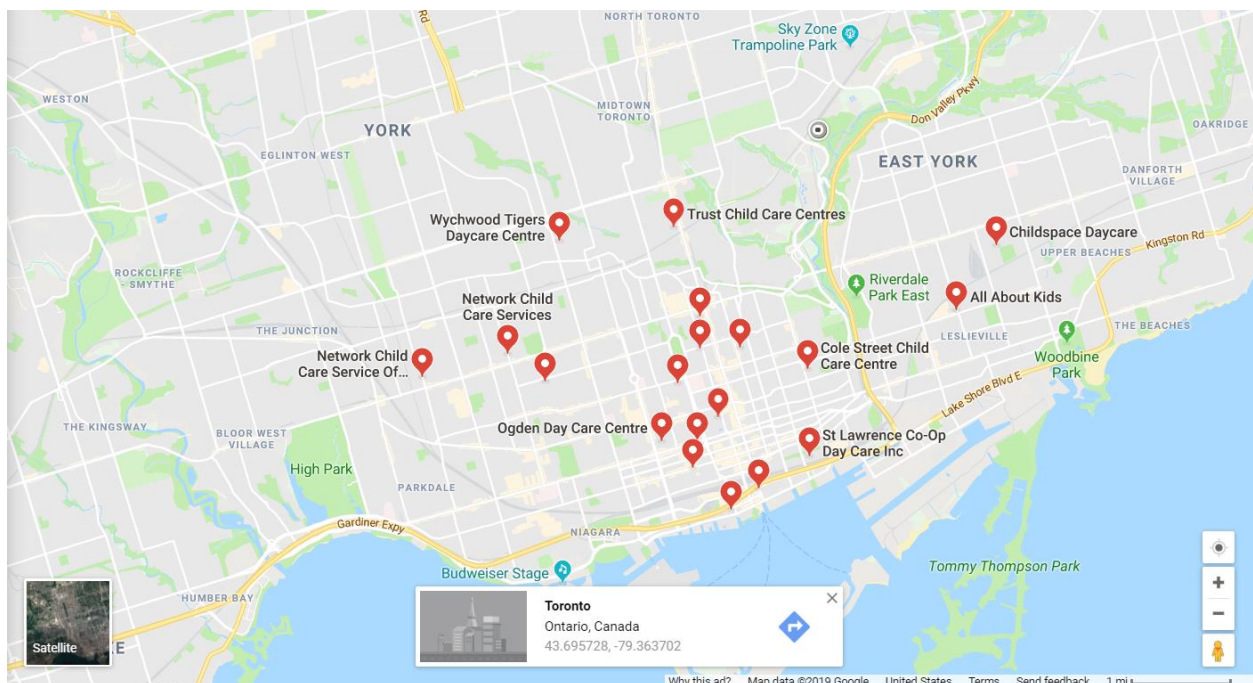 NORTH TORONTO
Rd
Sky Zone
Trampoline Park
WESTON
MIDTOWN
TORONTO
Don Valley Pkwy
YORK
OAKRIDGE
EGLINTON WEST
EAST YORK
DANFORTH
VILLAGE
Wychwood Tigers
Daycare Centre
Trust Child Care Centres
Childspace Daycare
Kingston Rd
UPPER BEACHES
ROCKCLIFFE
- SMYTHE
Riverdale
Park East
All About Kids
Network Child
Care Services
THE JUNCTION
LESLIEVILLE
THE BEACHES
Network Child
Care Service Of...
Cole Street Child
Care Centre
Woodbine
Park
Lake Shore Blvd E
THE KINGSWAY
BLOOR WEST
VILLAGE
Ogden Day Care Centre
St Lawrence Co-Op
Day Care Inc
High Park
PARKDALE
Gardiner Expy
NIAGARA
Budweiser Stage
Tommy Thompson Park
HUMBER BAY
Toronto
Ontario, Canada
43.695728, -79.363702
Satellite
KE
Why this ad? Map data ©2019 Google United States Terms Send feedback 1 mi